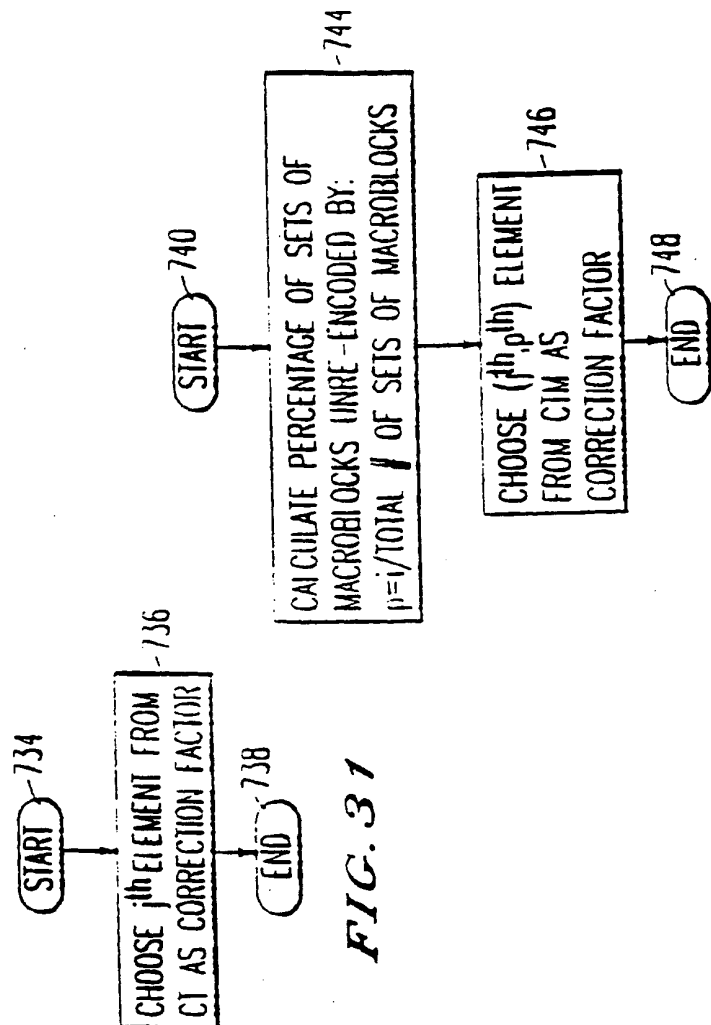 START
734
CHOOSE jth ELEMENT FROM
CT AS CORRECTION FACTOR
736
END
738
FIG. 31
START
740
CALCULATE PERCENTAGE OF SETS OF
MACROBLOCKS UNRE-ENCODED BY:
p=i/TOTAL # OF SETS OF MACROBLOCKS
744
CHOOSE (jth,pth) ELEMENT
FROM CTM AS
CORRECTION FACTOR
746
END
748